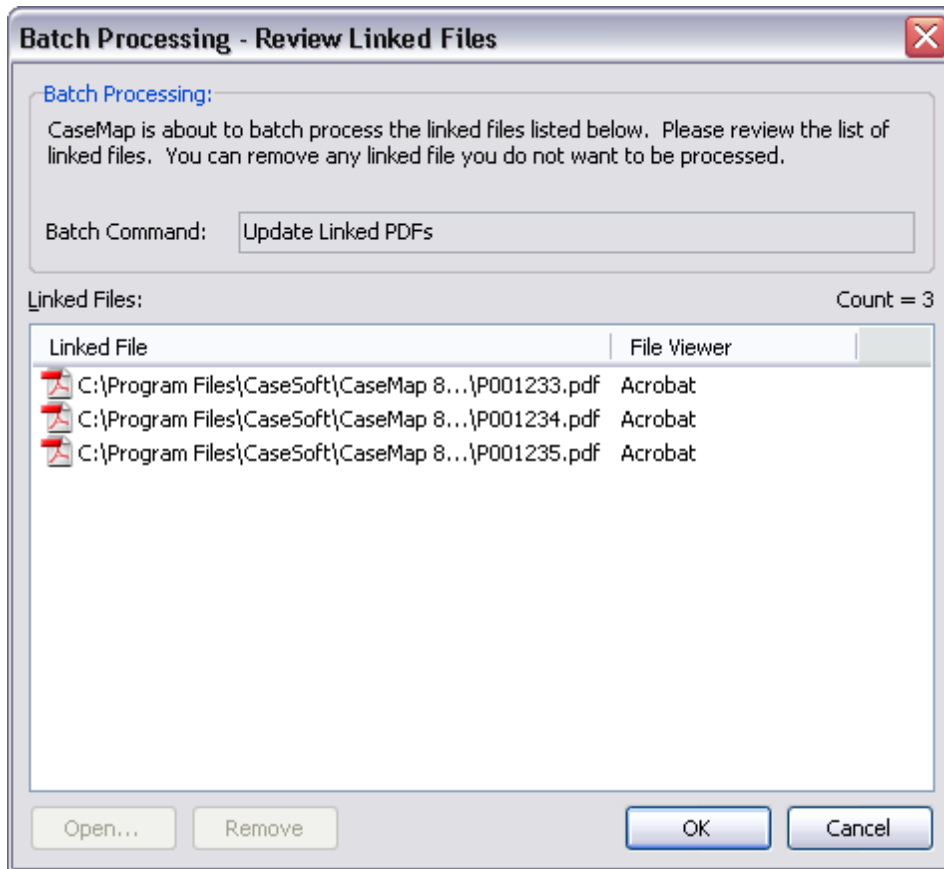 Batch Processing - Review Linked Files
Batch Processing:
CaseMap is about to batch process the linked files listed below.  Please review the list of
linked files.  You can remove any linked file you do not want to be processed.
Batch Command: Update Linked PDFs
Linked Files: Count = 3
Linked File File Viewer
C:\Program Files\CaseSoft\CaseMap 8...\P001233.pdf Acrobat
C:\Program Files\CaseSoft\CaseMap 8...\P001234.pdf Acrobat
C:\Program Files\CaseSoft\CaseMap 8...\P001235.pdf Acrobat
Open... Remove OK Cancel